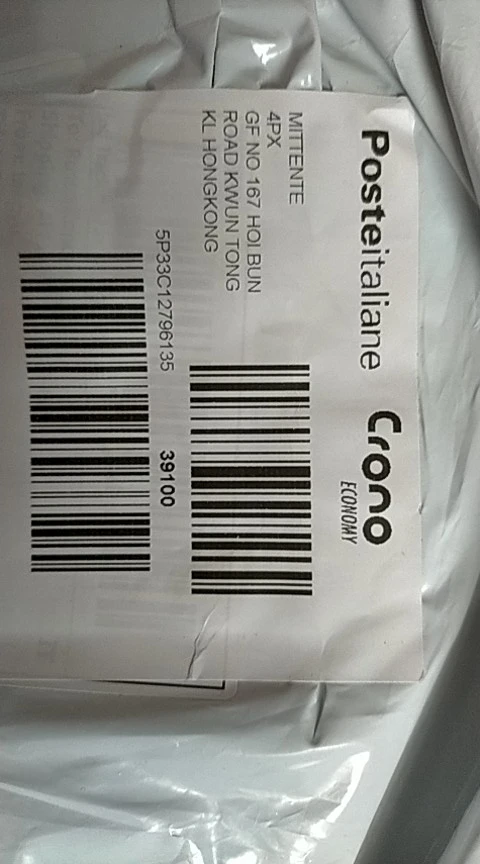 Posteitaliane Crono
ECONOMY
MITTENTE
4PX
GF NO 167 HOI BUN
ROAD KWUN TONG
KL HONGKONG
5P33C12796135 39100